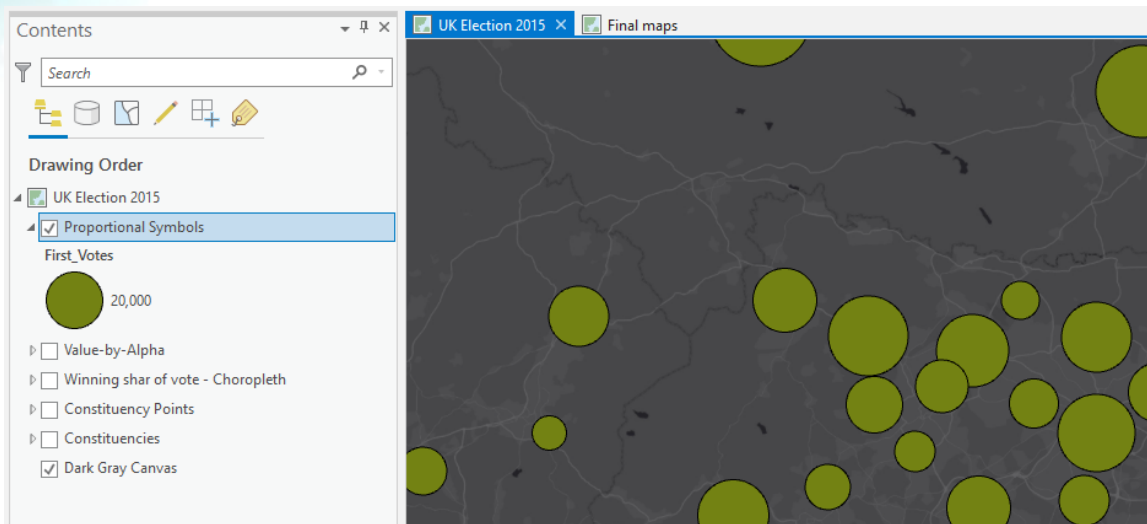 Contents
Search
Drawing Order
UK Election 2015
Proportional Symbols
First_Votes
20,000
Value-by-Alpha
Winning shar of vote - Choropleth
Constituency Points
Constituencies
Dark Gray Canvas
UK Election 2015
Final maps